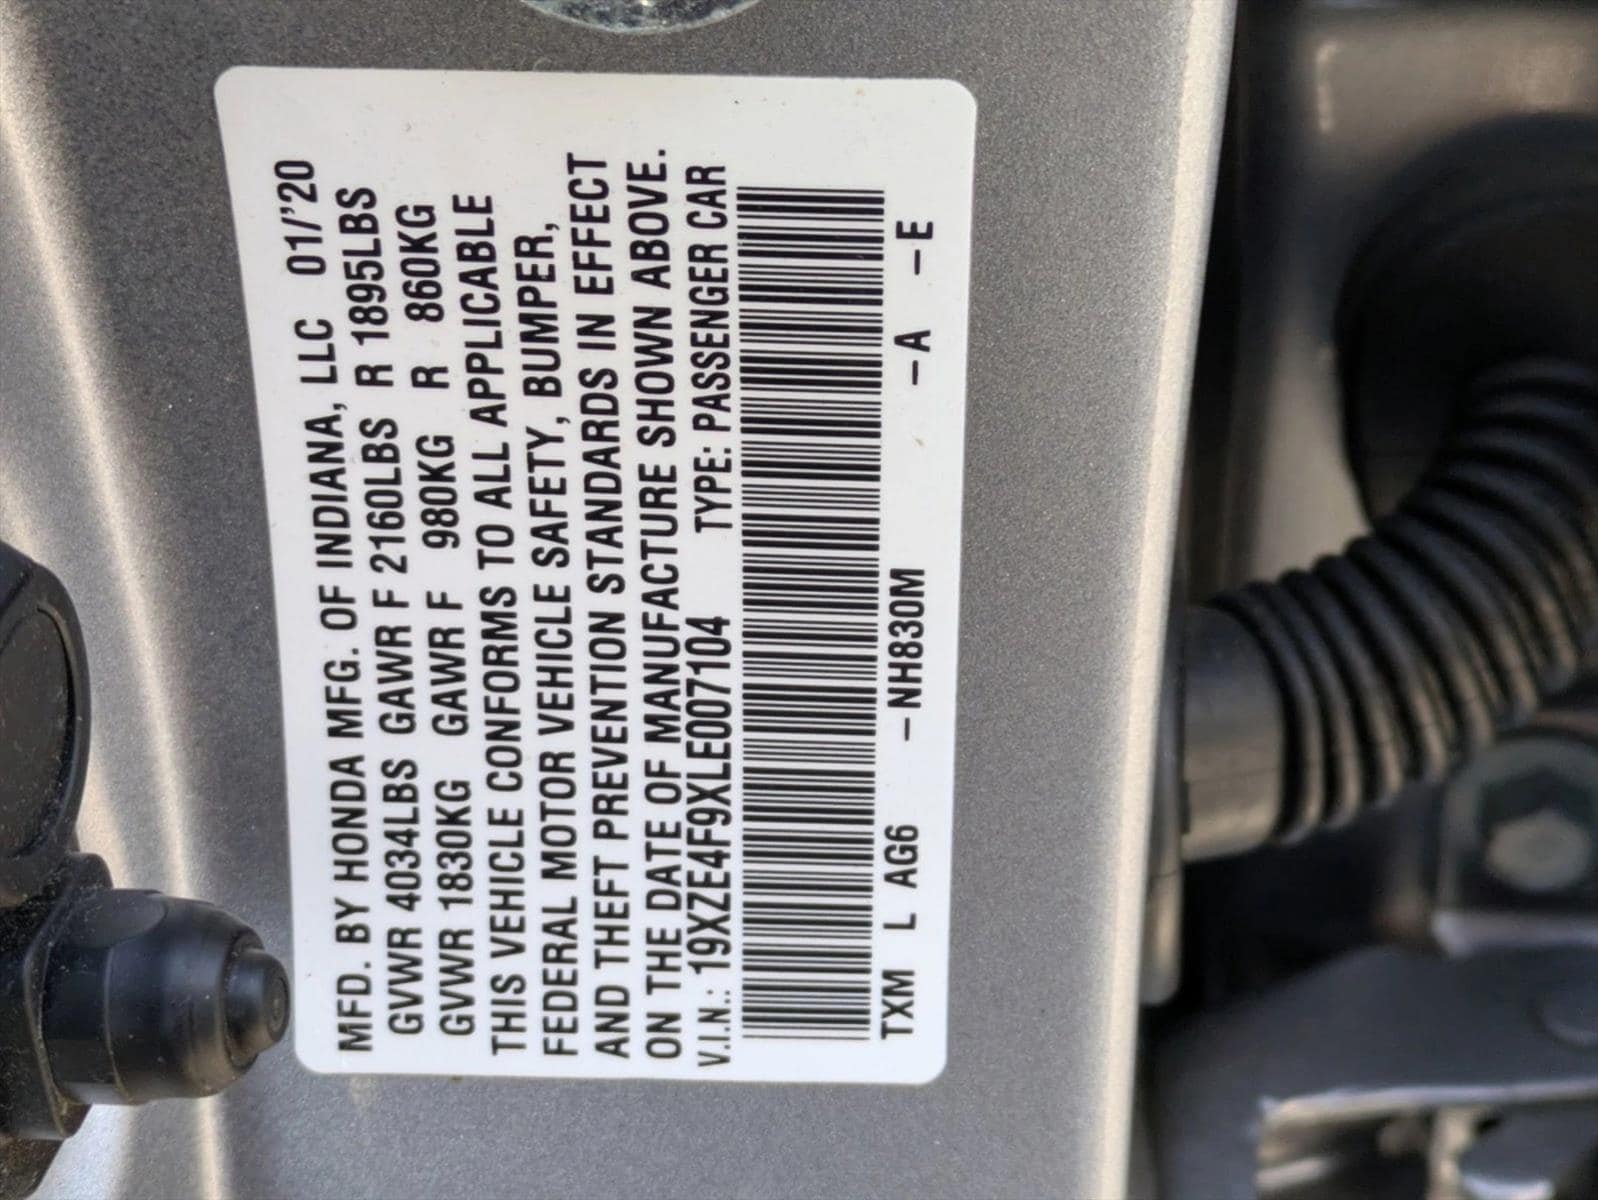 MFD. BY HONDA MFG. OF INDIANA, LLC 01/'20
GVWR 4034LBS GAWR F 2160LBS R 1895LBS
GVWR 1830KG GAWR F 980KG R 860KG
THIS VEHICLE CONFORMS TO ALL APPLICABLE
FEDERAL MOTOR VEHICLE SAFETY, BUMPER,
AND THEFT PREVENTION STANDARDS IN EFFECT
ON THE DATE OF MANUFACTURE SHOWN ABOVE.
V.I.N.: 19XZE4F9XLE007104 TYPE: PASSENGER CAR
TXM L AG6 –NH830M –A –E